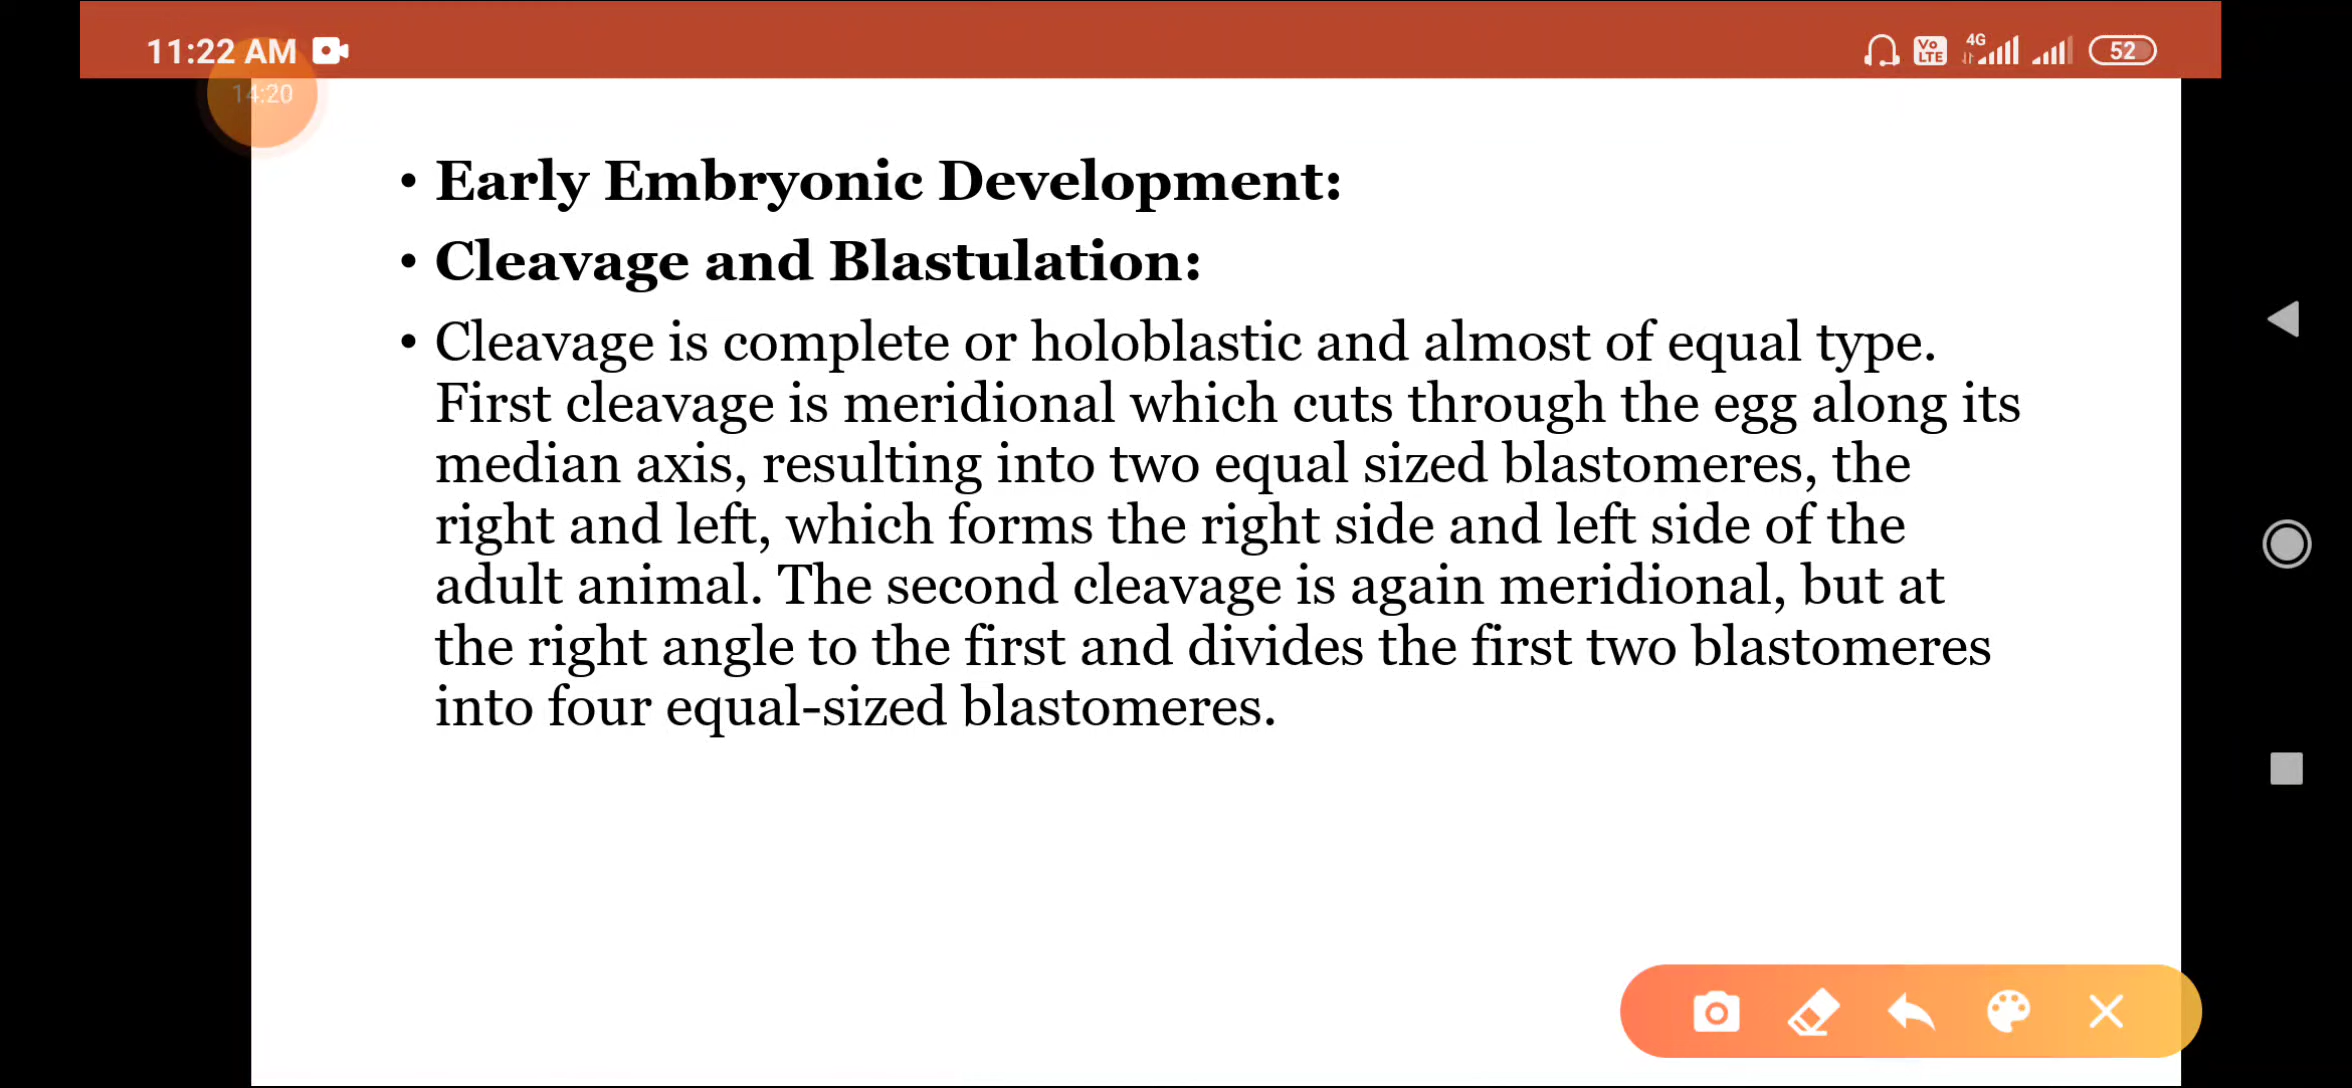 11:22 AM
Vo LTE 4G 52
14:20
• Early Embryonic Development:
• Cleavage and Blastulation:
• Cleavage is complete or holoblastic and almost of equal type.
First cleavage is meridional which cuts through the egg along its
median axis, resulting into two equal sized blastomeres, the
right and left, which forms the right side and left side of the
adult animal. The second cleavage is again meridional, but at
the right angle to the first and divides the first two blastomeres
into four equal-sized blastomeres.